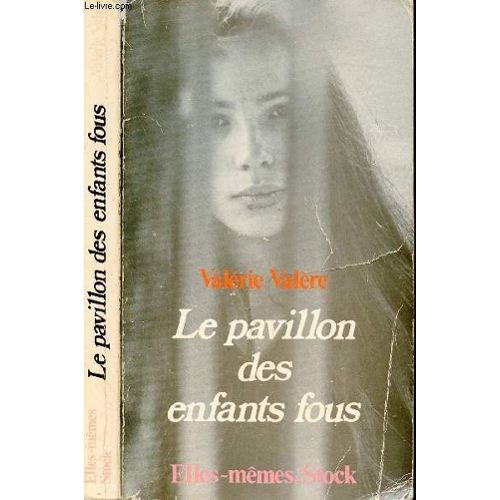 Le-livre.com
Le pavillon des enfants fous
Elles-mêmes
Stock
Valérie Valère
Le pavillon
des
enfants fous
Elles-mêmes/Stock